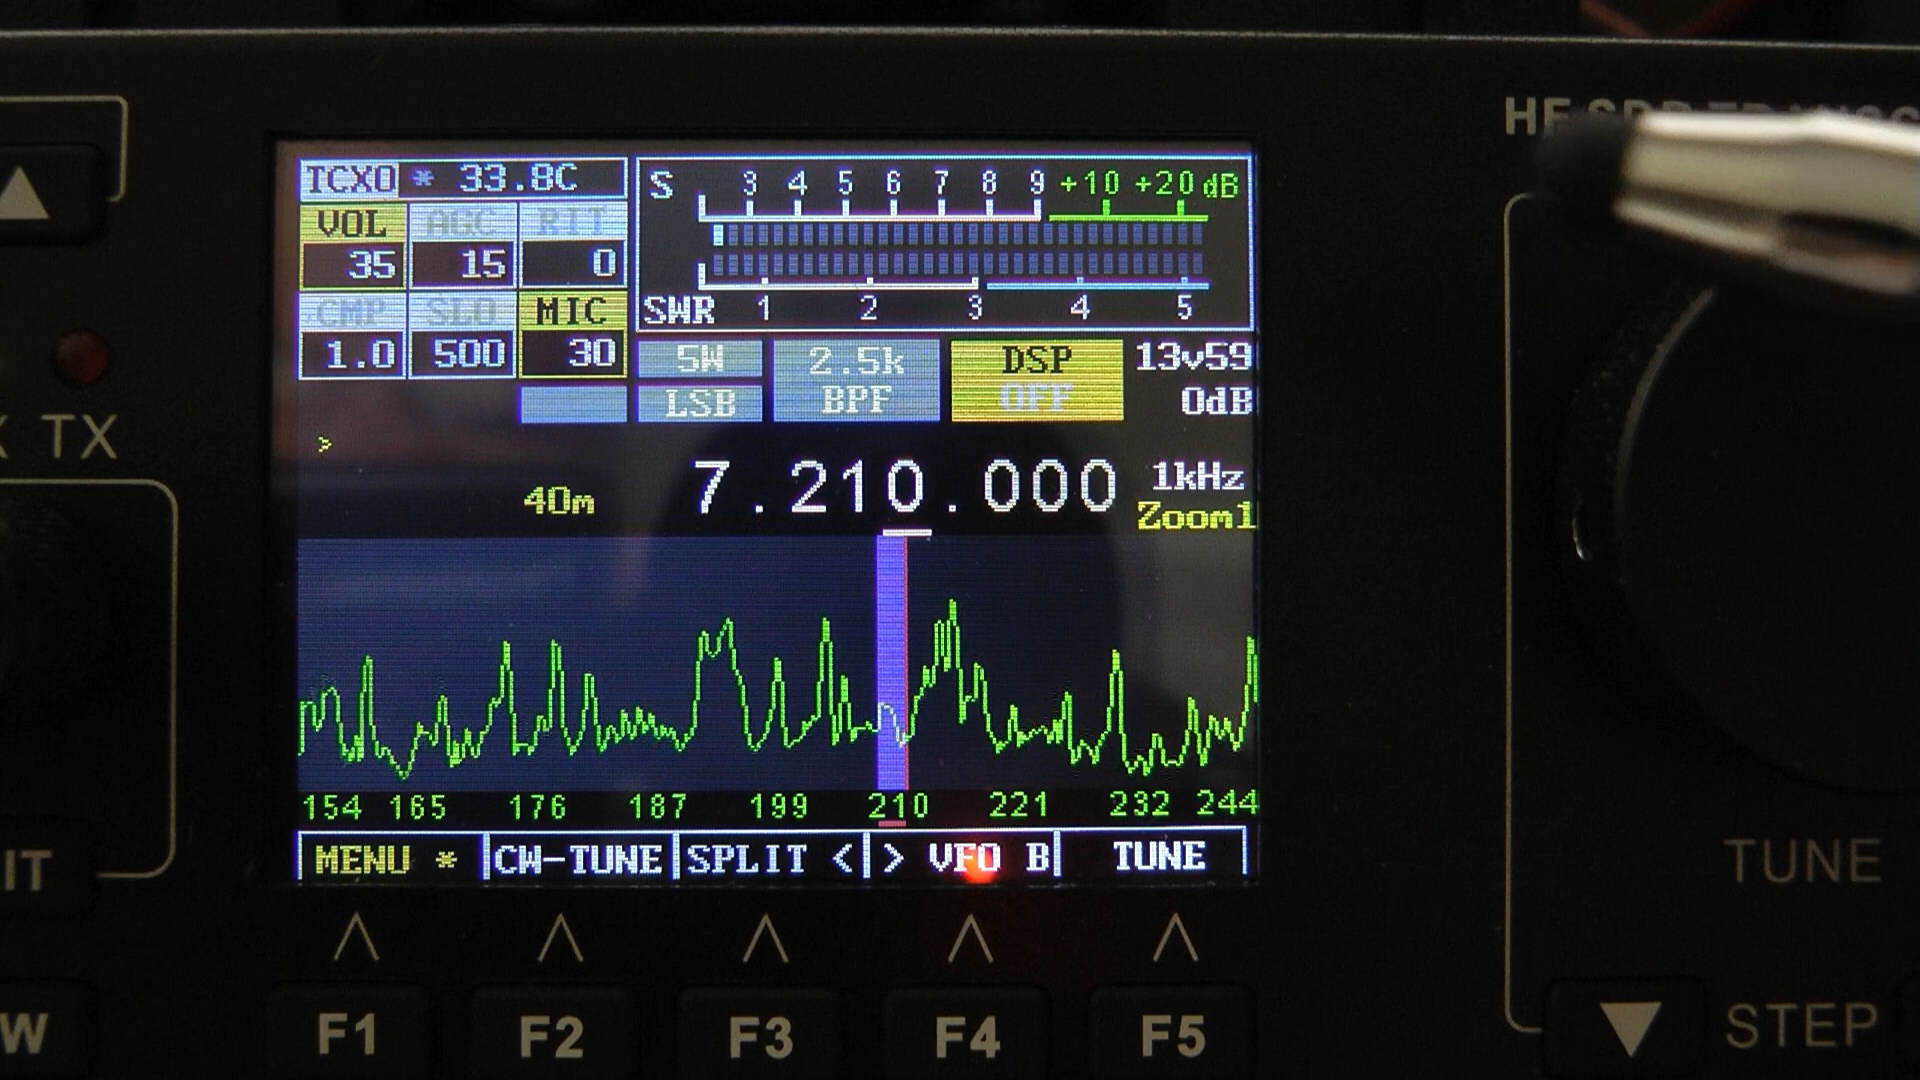 HF SDR
TCXO * 33.8C
S 3 4 5 6 7 8 9 +10 +20 dB
VOL AGC RIT
35 15 0
CMP SLO MIC
1.0 500 30
SWR 1 2 3 4 5
5W 2.5k DSP 13v59
LSB BPF OFF 0dB
TX
>
40m 7.210.000 1kHz
Zoom1
154 165 176 187 199 210 221 232 244
MENU * CW-TUNE SPLIT < > VFO B TUNE
IT
TUNE
W F1 F2 F3 F4 F5 STEP